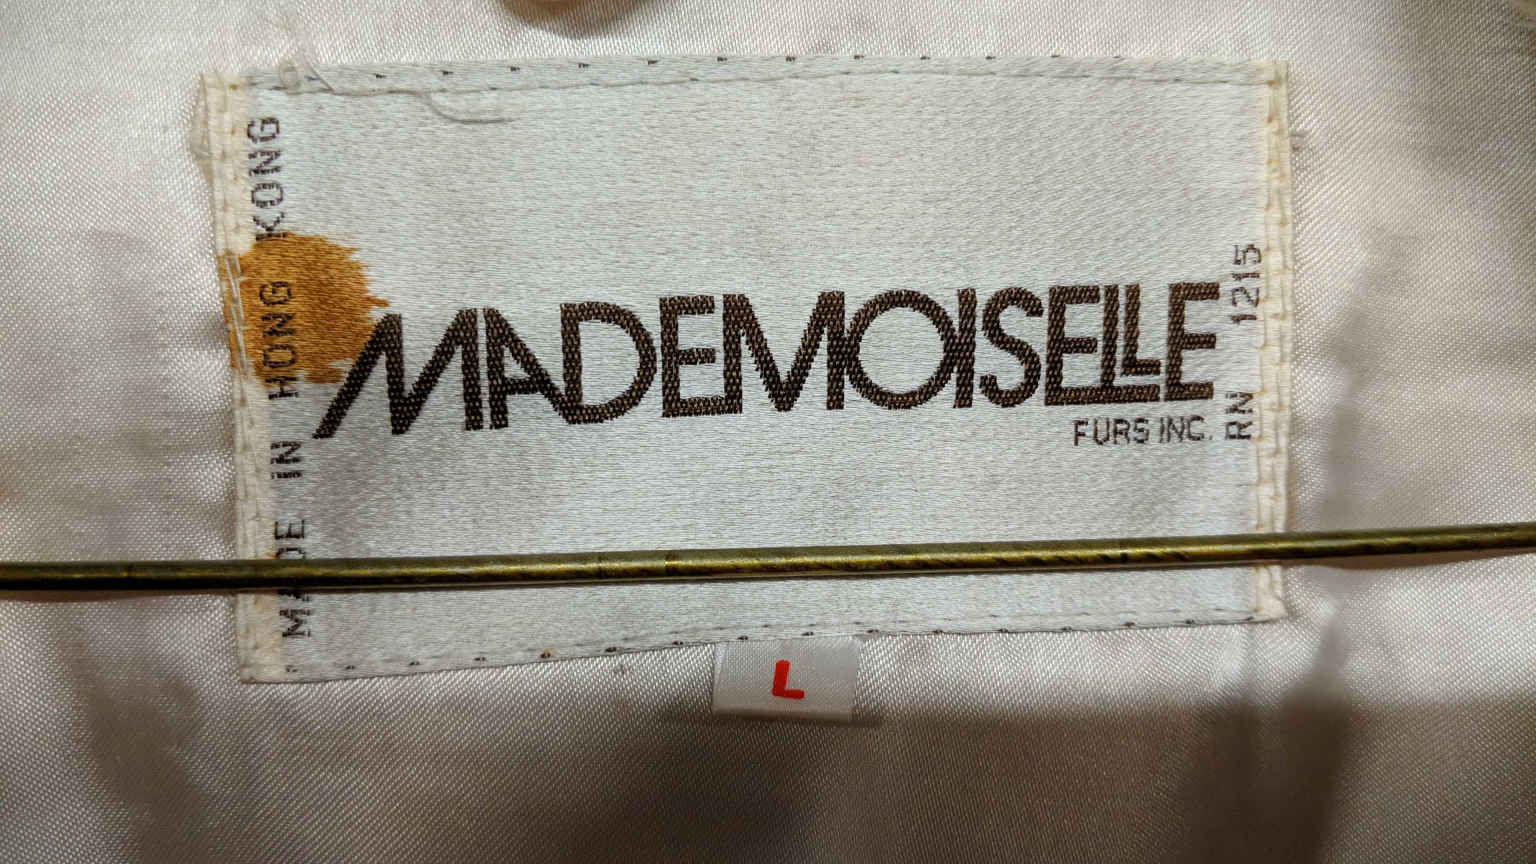 MADE IN HONG KONG
MADEMOISELLE
FURS INC.
RN 1215
L